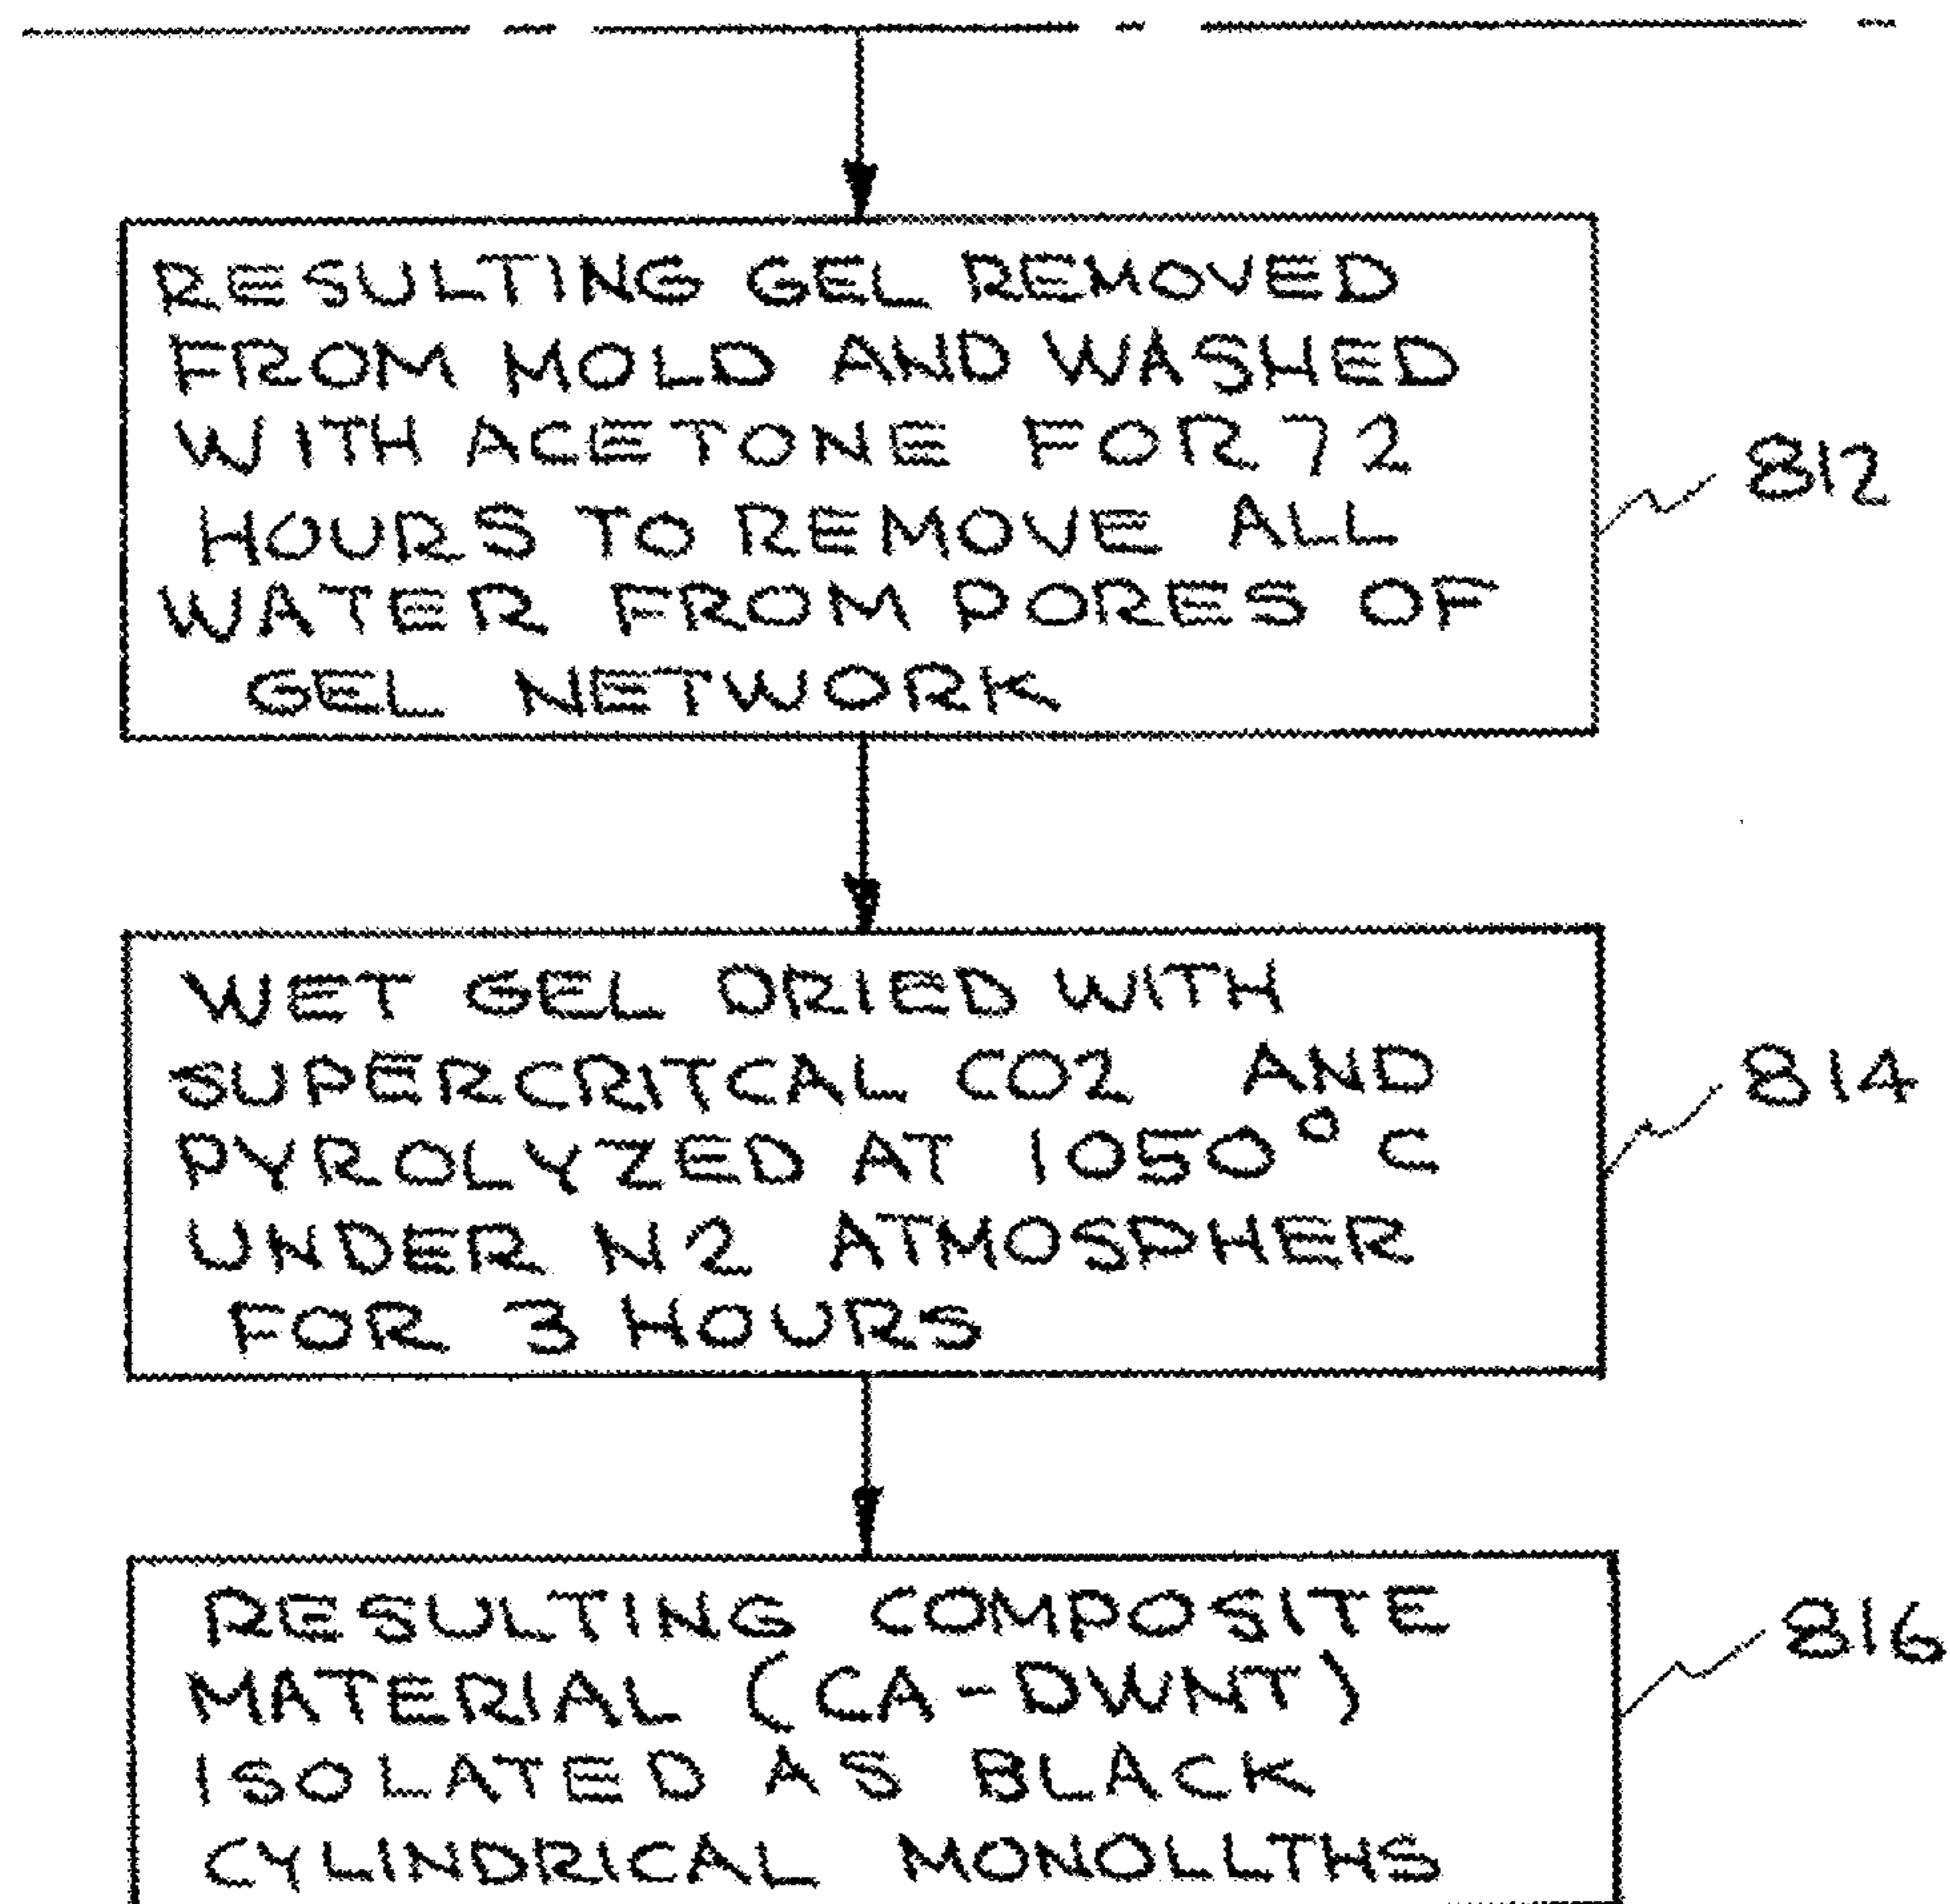 RESULTING GEL REMOVED
FROM MOLD AND WASHED
WITH ACETONE FOR 72
HOURS TO REMOVE ALL
WATER FROM PORES OF
GEL NETWORK
812
WET GEL DRIED WITH
SUPERCRITCAL CO2 AND
PYROLYZED AT 1050° C
UNDER N2 ATMOSPHER
FOR 3 HOURS
814
RESULTING COMPOSITE
MATERIAL (CA-DWNT)
ISOLATED AS BLACK
CYLINDRICAL MONOLLTHS
816